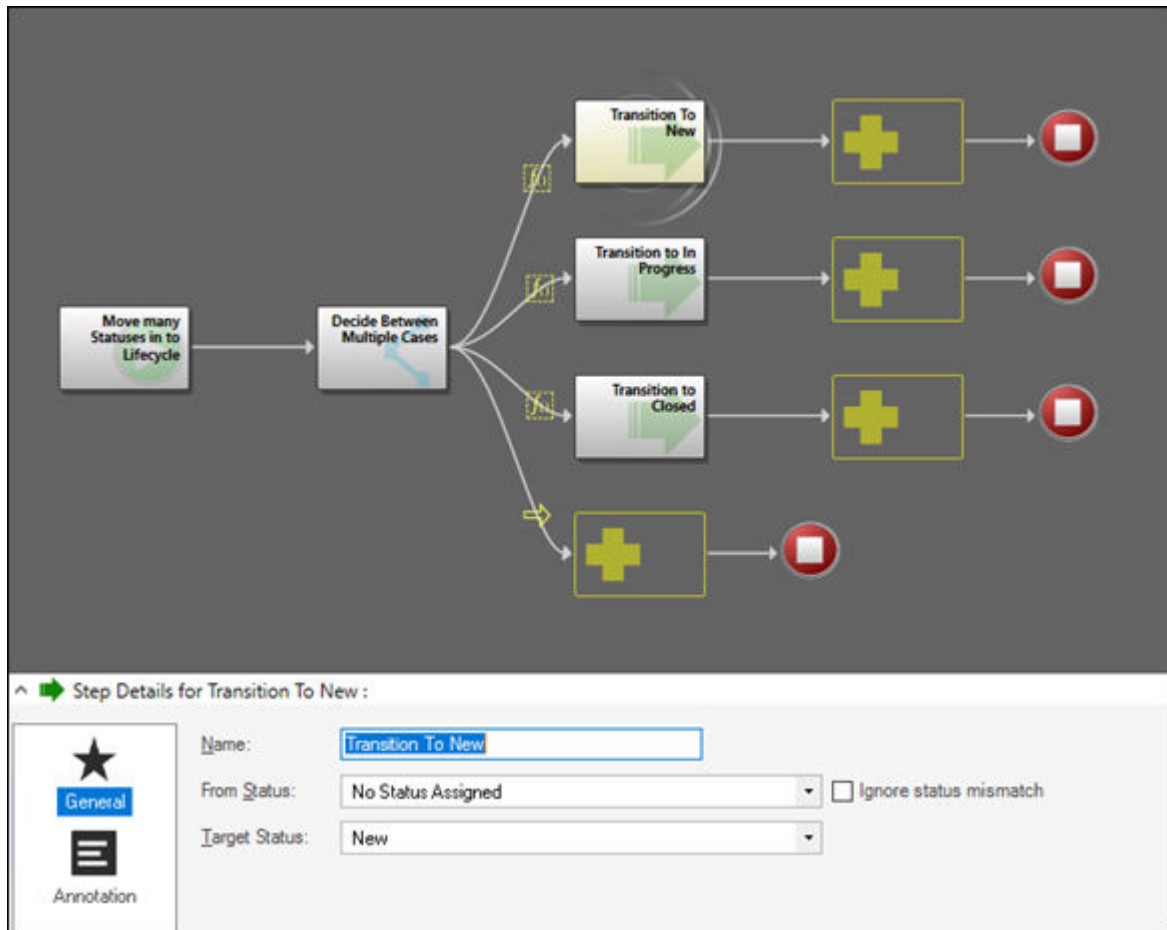 Transition To
New
Transition to In
Progress
Move many
Statuses in to
Lifecycle
Decide Between
Multiple Cases
Transition to
Closed
Step Details for Transition To New :
General
Annotation
Name: Transition To New
From Status: No Status Assigned Ignore status mismatch
Target Status: New